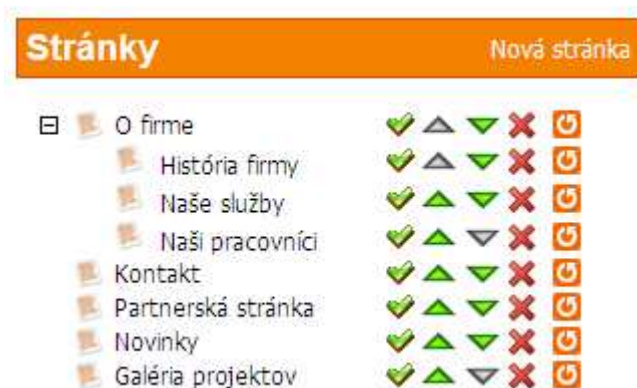 Stránky Nová stránka
O firme
História firmy
Naše služby
Naši pracovníci
Kontakt
Partnerská stránka
Novinky
Galéria projektov